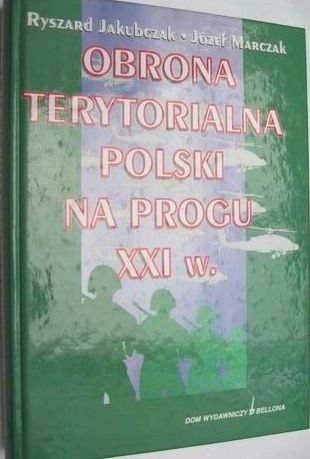 Ryszard Jakubczak • Józef Marczak
OBRONA
TERYTORIALNA
POLSKI
NA PROGU
XXI w.
DOM WYDAWNICZY BELLONA